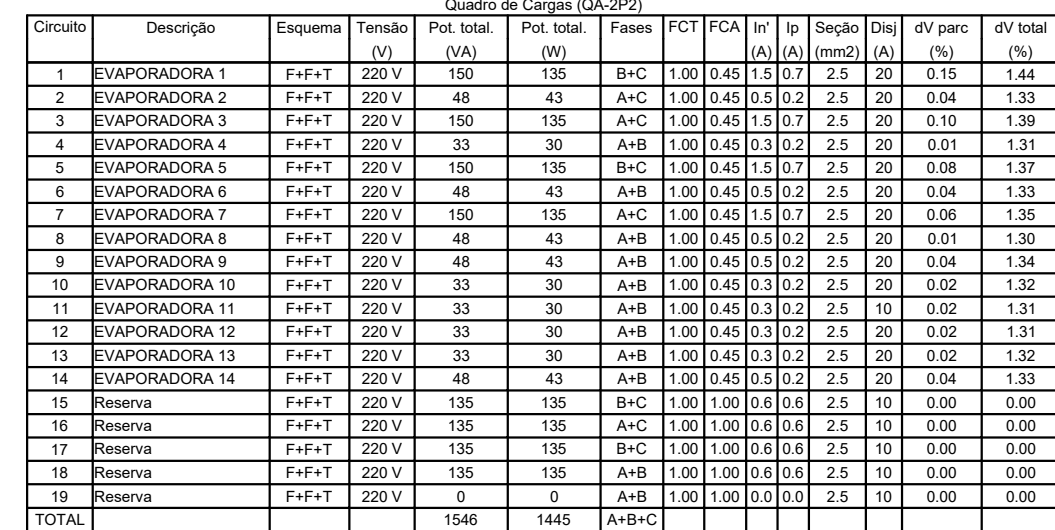 Quadro de Cargas (QA-2P2)
Circuito Descrição Esquema Tensão Pot. total. Pot. total. Fases FCT FCA In' Ip Seção Disj dV parc dV total
(V) (VA) (W) (A) (A) (mm2) (A) (%) (%)
1 EVAPORADORA 1 F+F+T 220 V 150 135 B+C 1.00 0.45 1.5 0.7 2.5 20 0.15 1.44
2 EVAPORADORA 2 F+F+T 220 V 48 43 A+C 1.00 0.45 0.5 0.2 2.5 20 0.04 1.33
3 EVAPORADORA 3 F+F+T 220 V 150 135 A+C 1.00 0.45 1.5 0.7 2.5 20 0.10 1.39
4 EVAPORADORA 4 F+F+T 220 V 33 30 A+B 1.00 0.45 0.3 0.2 2.5 20 0.01 1.31
5 EVAPORADORA 5 F+F+T 220 V 150 135 B+C 1.00 0.45 1.5 0.7 2.5 20 0.08 1.37
6 EVAPORADORA 6 F+F+T 220 V 48 43 A+B 1.00 0.45 0.5 0.2 2.5 20 0.04 1.33
7 EVAPORADORA 7 F+F+T 220 V 150 135 A+C 1.00 0.45 1.5 0.7 2.5 20 0.06 1.35
8 EVAPORADORA 8 F+F+T 220 V 48 43 A+B 1.00 0.45 0.5 0.2 2.5 20 0.01 1.30
9 EVAPORADORA 9 F+F+T 220 V 48 43 A+B 1.00 0.45 0.5 0.2 2.5 20 0.04 1.34
10 EVAPORADORA 10 F+F+T 220 V 33 30 A+B 1.00 0.45 0.3 0.2 2.5 20 0.02 1.32
11 EVAPORADORA 11 F+F+T 220 V 33 30 A+B 1.00 0.45 0.3 0.2 2.5 10 0.02 1.31
12 EVAPORADORA 12 F+F+T 220 V 33 30 A+B 1.00 0.45 0.3 0.2 2.5 20 0.02 1.31
13 EVAPORADORA 13 F+F+T 220 V 33 30 A+B 1.00 0.45 0.3 0.2 2.5 20 0.02 1.32
14 EVAPORADORA 14 F+F+T 220 V 48 43 A+B 1.00 0.45 0.5 0.2 2.5 20 0.04 1.33
15 Reserva F+F+T 220 V 135 135 B+C 1.00 1.00 0.6 0.6 2.5 10 0.00 0.00
16 Reserva F+F+T 220 V 135 135 A+C 1.00 1.00 0.6 0.6 2.5 10 0.00 0.00
17 Reserva F+F+T 220 V 135 135 B+C 1.00 1.00 0.6 0.6 2.5 10 0.00 0.00
18 Reserva F+F+T 220 V 135 135 A+B 1.00 1.00 0.6 0.6 2.5 10 0.00 0.00
19 Reserva F+F+T 220 V 0 0 A+B 1.00 1.00 0.0 0.0 2.5 10 0.00 0.00
TOTAL 1546 1445 A+B+C